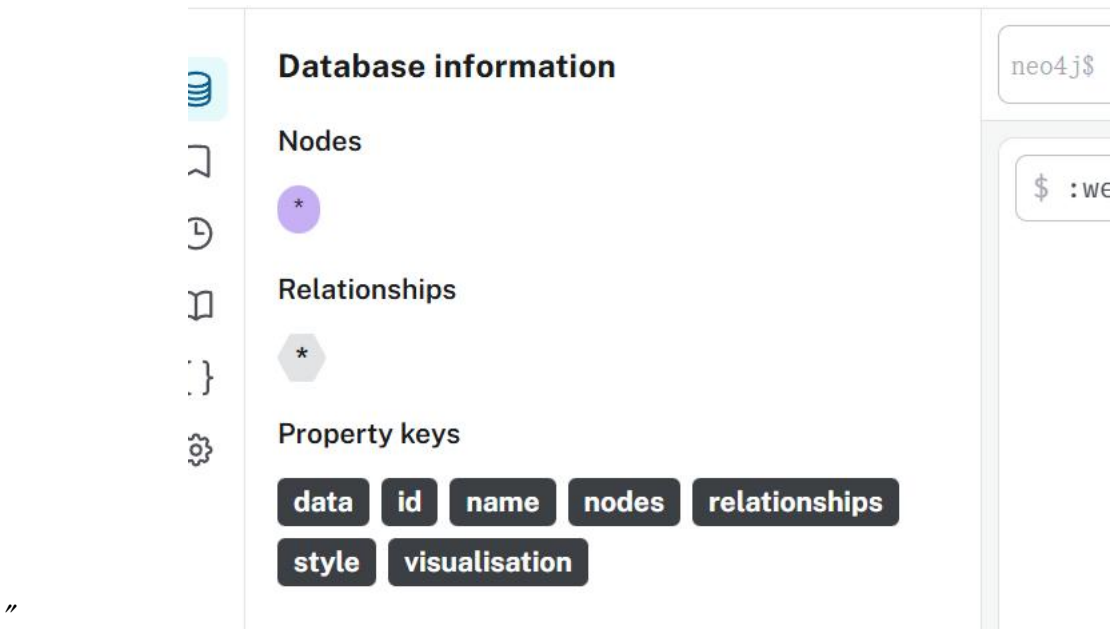 Database information
Nodes
*
Relationships
*
Property keys
data id name nodes relationships
style visualisation
neo4j$
$ :we
"